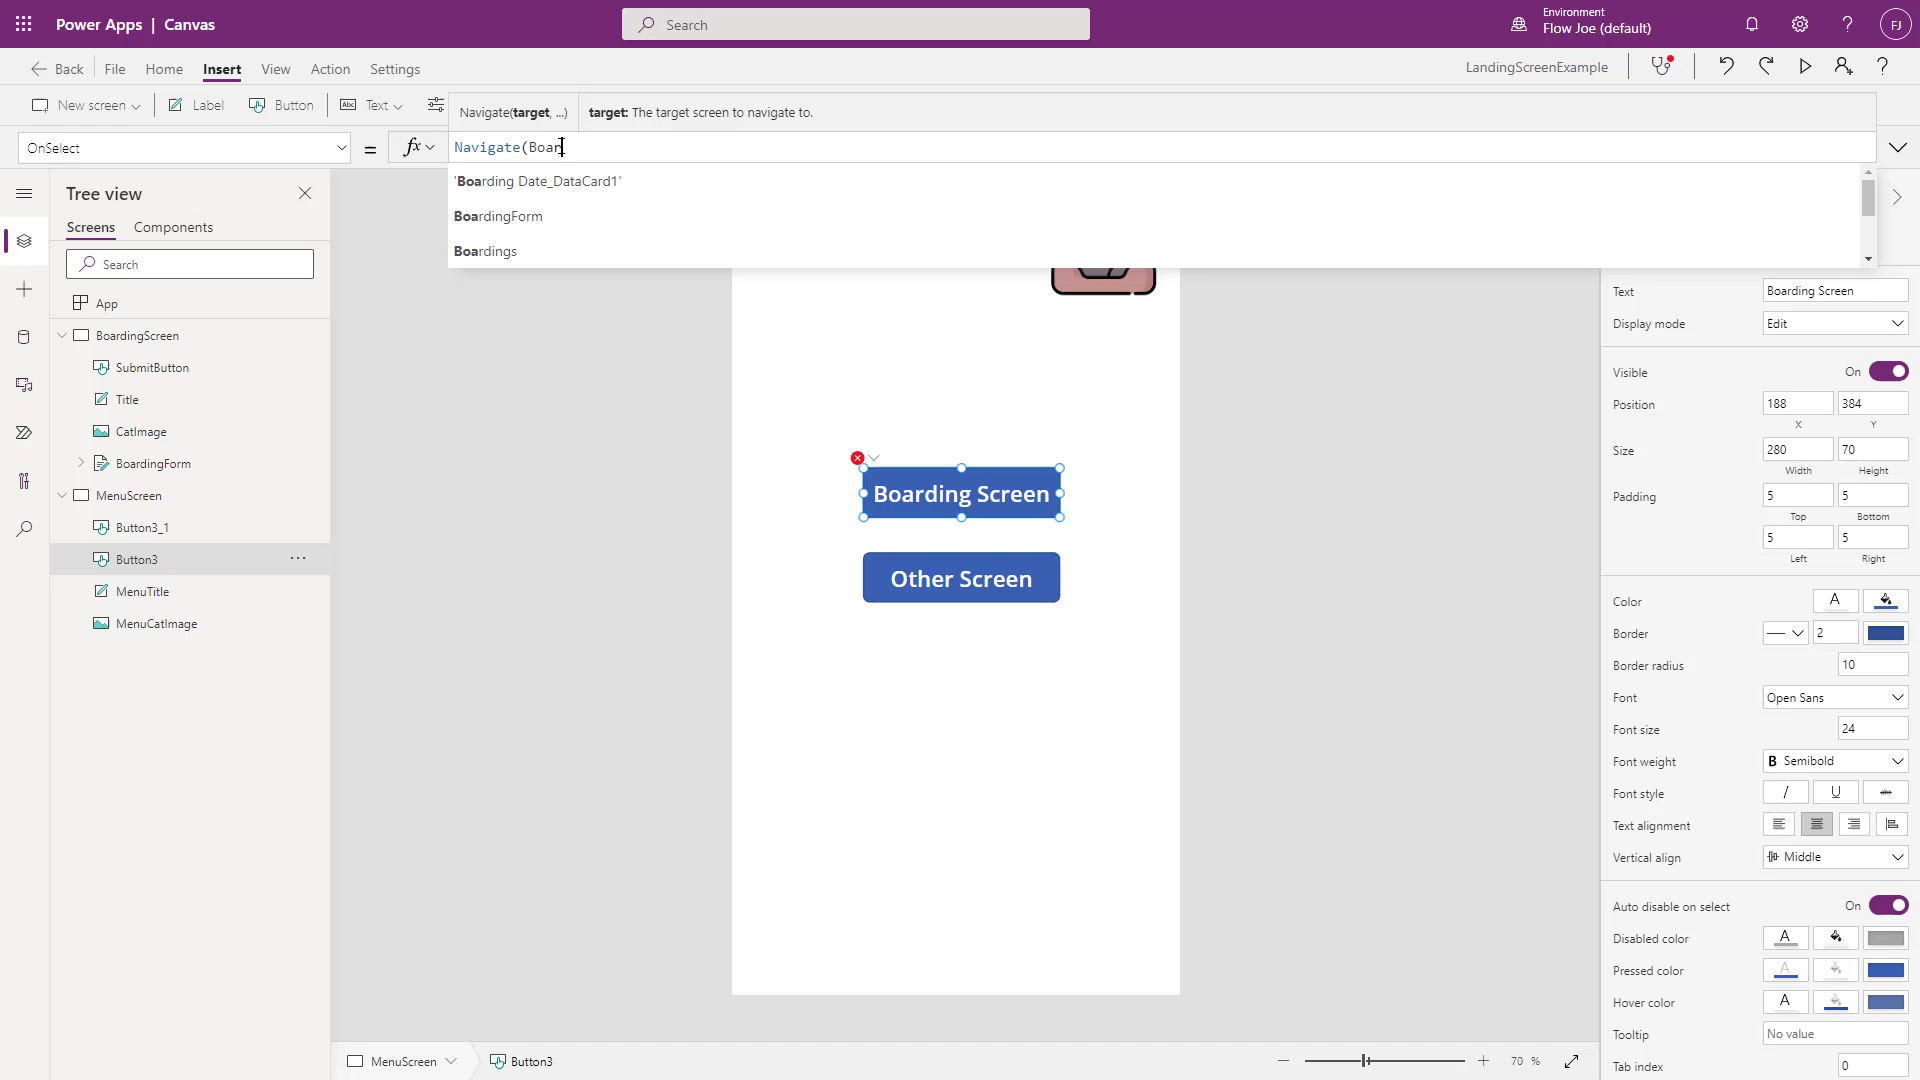 Power Apps | Canvas
Search
Environment
Flow Joe (default)
FJ
Back
File
Home
Insert
View
Action
Settings
LandingScreenExample
New screen
Label
Button
Text
Navigate(target, ...)
target: The target screen to navigate to.
OnSelect
=
fx
Navigate(Boan
'Boarding Date_DataCard1'
BoardingForm
Boardings
Tree view
Screens
Components
Search
App
BoardingScreen
SubmitButton
Title
CatImage
BoardingForm
MenuScreen
Button3_1
Button3
MenuTitle
MenuCatImage
Boarding Screen
Other Screen
Text
Boarding Screen
Display mode
Edit
Visible
On
Position
188
384
X
Y
Size
280
70
Width
Height
Padding
5
5
Top
Bottom
5
5
Left
Right
Color
Border
2
Border radius
10
Font
Open Sans
Font size
24
Font weight
B Semibold
Font style
Text alignment
Vertical align
Middle
Auto disable on select
On
Disabled color
Pressed color
Hover color
Tooltip
No value
Tab index
0
MenuScreen
Button3
70 %